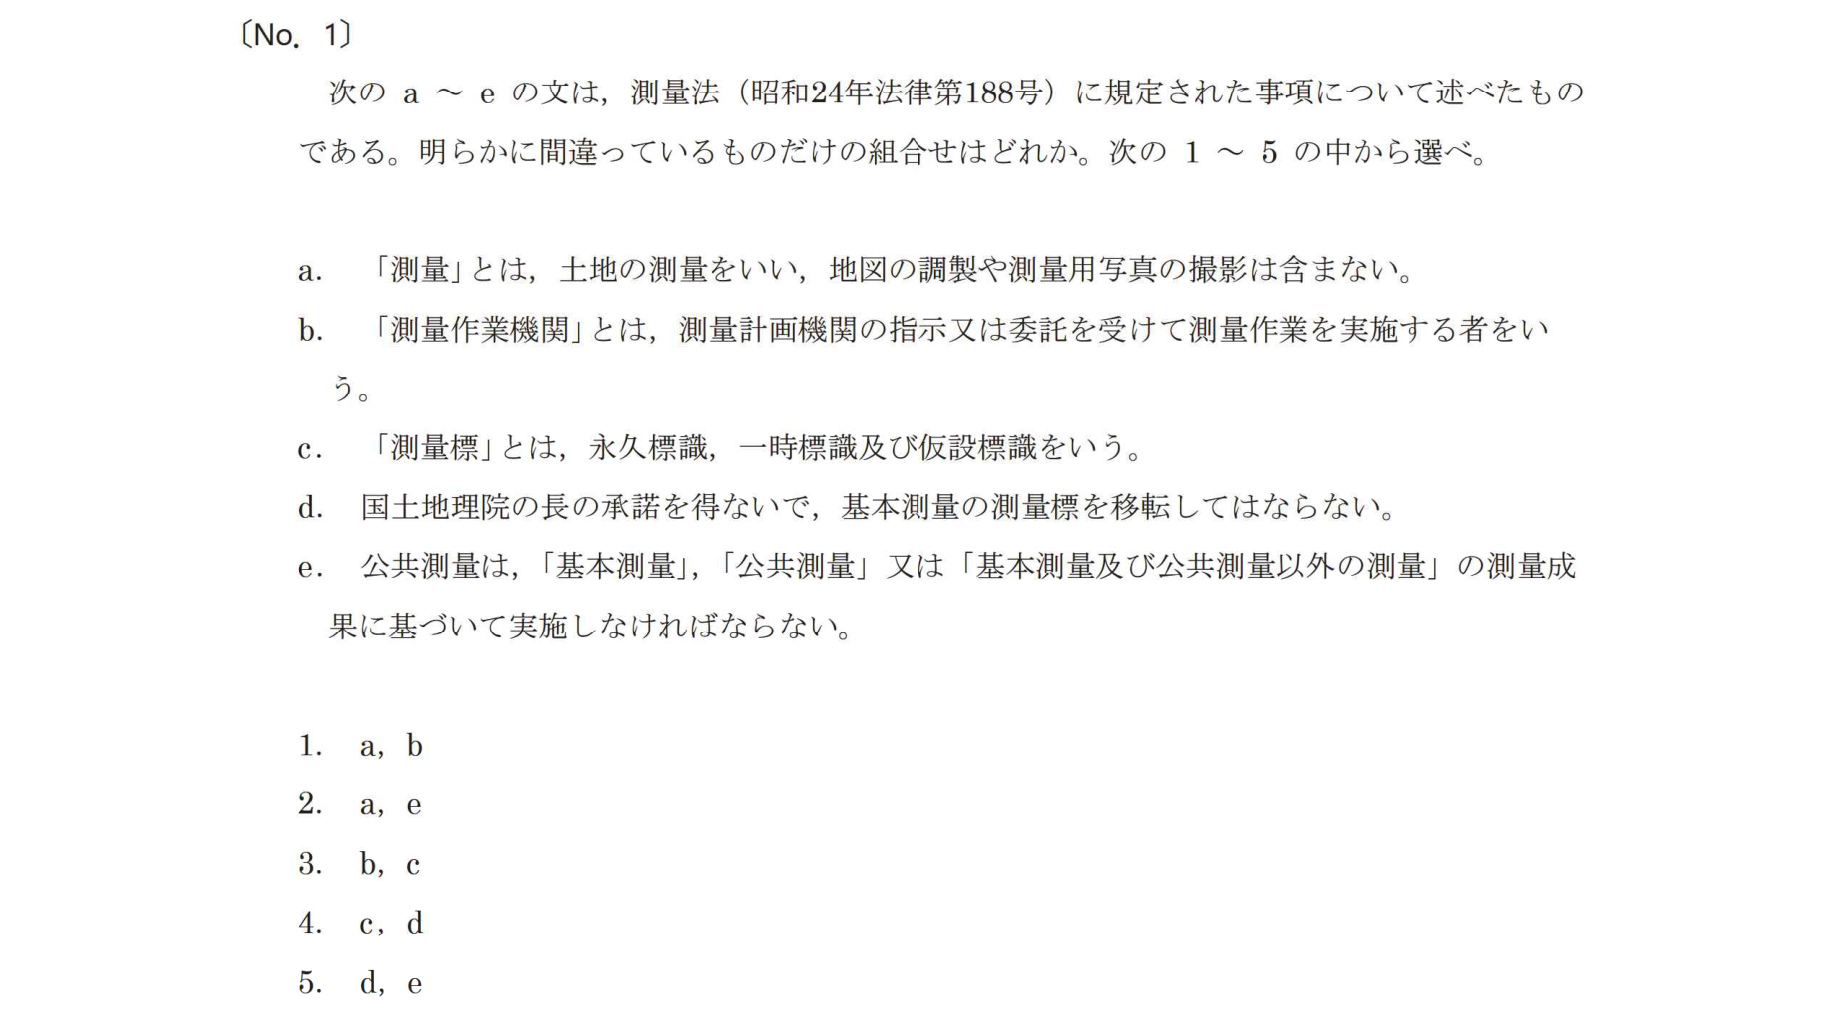 〔No. 1〕
次の a ～ e の文は，測量法（昭和24年法律第188号）に規定された事項について述べたもの
である。明らかに間違っているものだけの組合せはどれか。次の 1 ～ 5 の中から選べ。
a. 「測量」とは，土地の測量をいい，地図の調製や測量用写真の撮影は含まない。
b. 「測量作業機関」とは，測量計画機関の指示又は委託を受けて測量作業を実施する者をい
う。
c. 「測量標」とは，永久標識，一時標識及び仮設標識をいう。
d. 国土地理院の長の承諾を得ないで，基本測量の測量標を移転してはならない。
e. 公共測量は，「基本測量」，「公共測量」又は「基本測量及び公共測量以外の測量」の測量成
果に基づいて実施しなければならない。
1. a，b
2. a，e
3. b，c
4. c，d
5. d，e